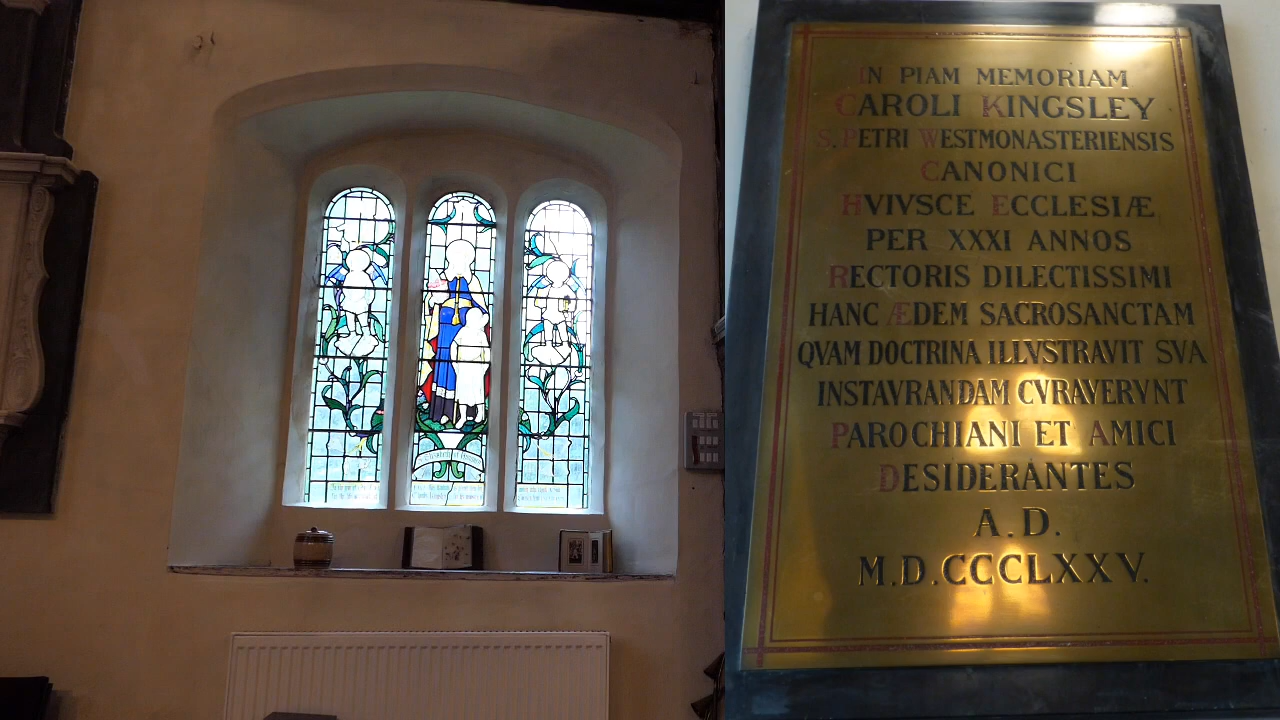 IN PIAM MEMORIAM
CAROLI KINGSLEY
S. PETRI WESTMONASTERIENSIS
CANONICI
HVIVSCE ECCLESIÆ
PER XXXI ANNOS
RECTORIS DILECTISSIMI
HANC ÆDEM SACROSANCTAM
QVAM DOCTRINA ILLVSTRAVIT SVA
INSTAVRANDAM CVRAVERVNT
PAROCHIANI ET AMICI
DESIDERANTES
A.D.
M.D.CCCLXXV.